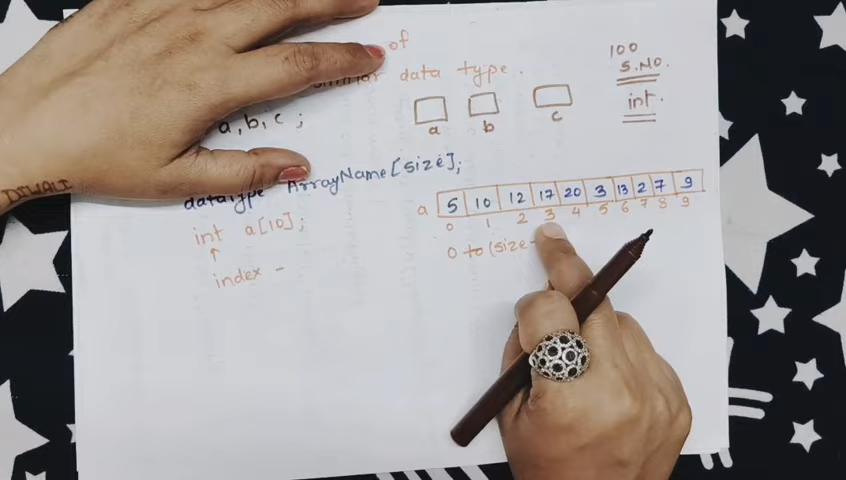 of
100
S.NO.
similar data type.
int.
a b c
a,b,c ;
datatype ArrayName[size];
a 5 10 12 17 20 3 13 2 7 9
0 1 2 3 4 5 6 7 8 9
int a[10];
0 to (size-
index -
DIWALI